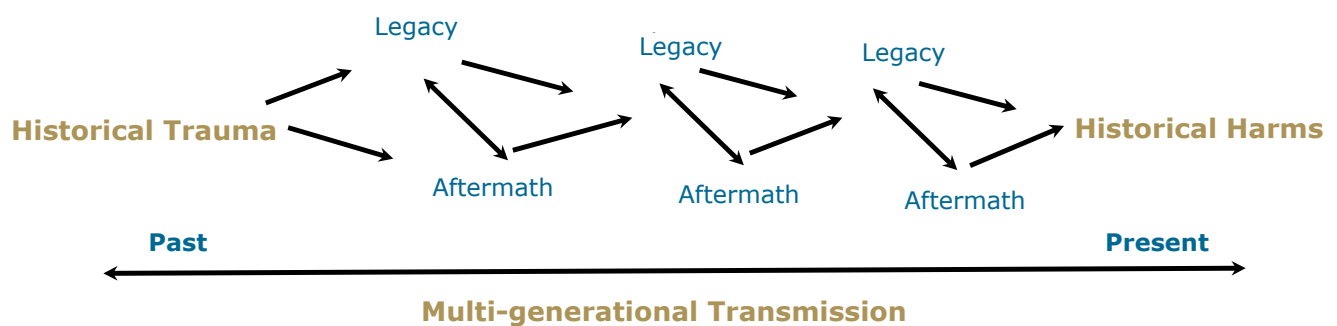 Legacy
Legacy
Legacy
Historical Trauma
Historical Harms
Aftermath
Aftermath
Aftermath
Past
Present
Multi-generational Transmission